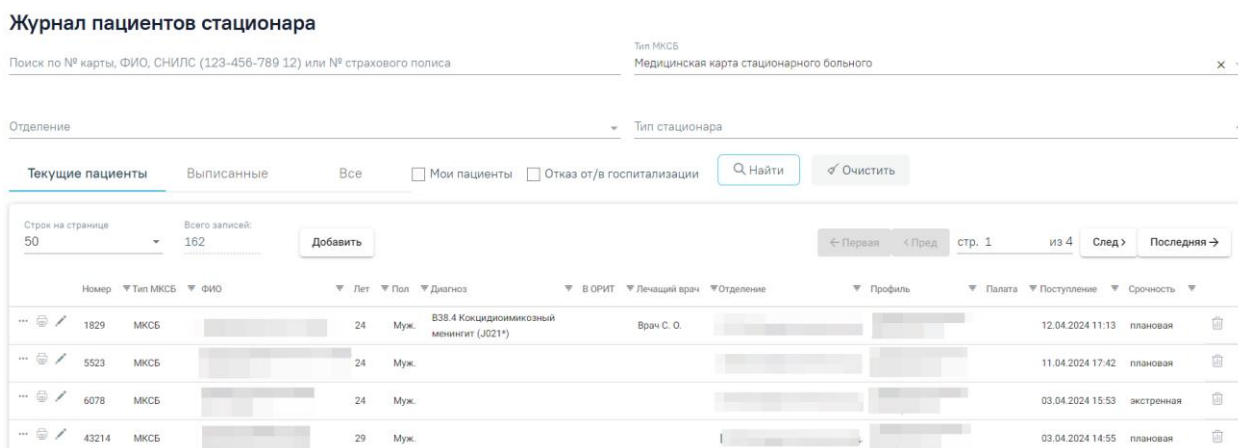 Журнал пациентов стационара
Тип МКСБ
Поиск по № карты, ФИО, СНИЛС (123-456-789 12) или № страхового полиса
Медицинская карта стационарного больного
Отделение
Тип стационара
Текущие пациенты Выписанные Все Мои пациенты Отказ от/в госпитализации Найти Очистить
Строк на странице Всего записей:
50 162 Добавить ← Первая < Пред стр. 1 из 4 След > Последняя →
Номер Тип МКСБ ФИО Лет Пол Диагноз В ОРИТ Лечащий врач Отделение Профиль Палата Поступление Срочность
1829 МКСБ 24 Муж. B38.4 Кокцидиоимикозный менингит (J021*) Врач С. О. 12.04.2024 11:13 плановая
5523 МКСБ 24 Муж. 11.04.2024 17:42 плановая
6078 МКСБ 24 Муж. 03.04.2024 15:53 экстренная
43214 МКСБ 29 Муж. 03.04.2024 14:55 плановая